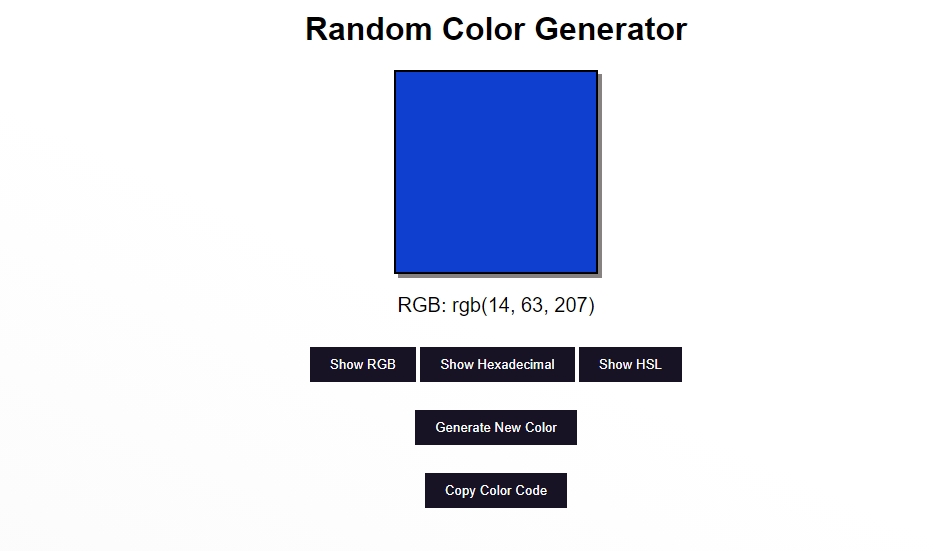 Random Color Generator
RGB: rgb(14, 63, 207)
Show RGB Show Hexadecimal Show HSL
Generate New Color
Copy Color Code